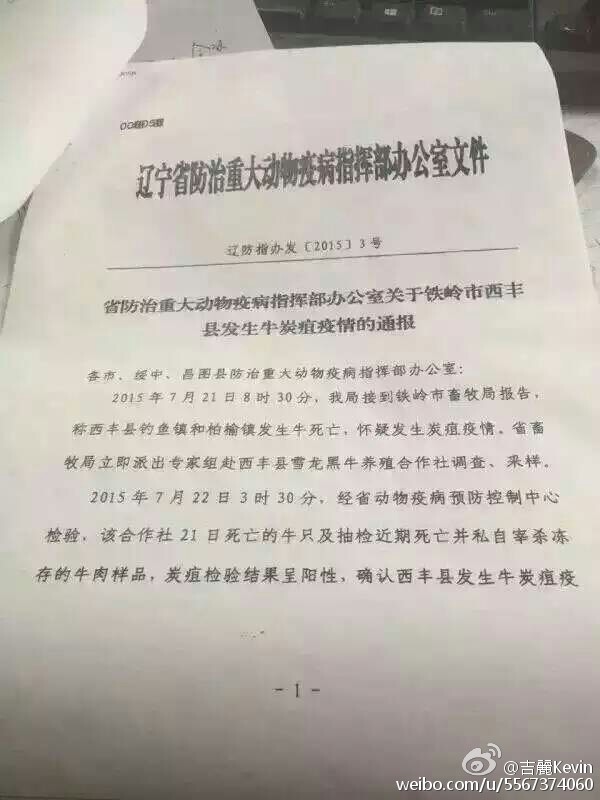 辽宁省防治重大动物疫病指挥部办公室文件
辽防指办发〔2015〕3号
省防治重大动物疫病指挥部办公室关于铁岭市西丰
县发生牛炭疽疫情的通报
各市、绥中、昌图县防治重大动物疫病指挥部办公室：
2015年7月21日8时30分，我局接到铁岭市畜牧局报告，
称西丰县钓鱼镇和柏榆镇发生牛死亡，怀疑发生炭疽疫情。省畜
牧局立即派出专家组赴西丰县雪龙黑牛养殖合作社调查、采样。
2015年7月22日3时30分，经省动物疫病预防控制中心
检验，该合作社21日死亡的牛只及抽检近期死亡并私自宰杀冻
存的牛肉样品，炭疽检验结果呈阳性，确认西丰县发生牛炭疽疫
- 1 -
@吉麗Kevin
weibo.com/u/5567374060